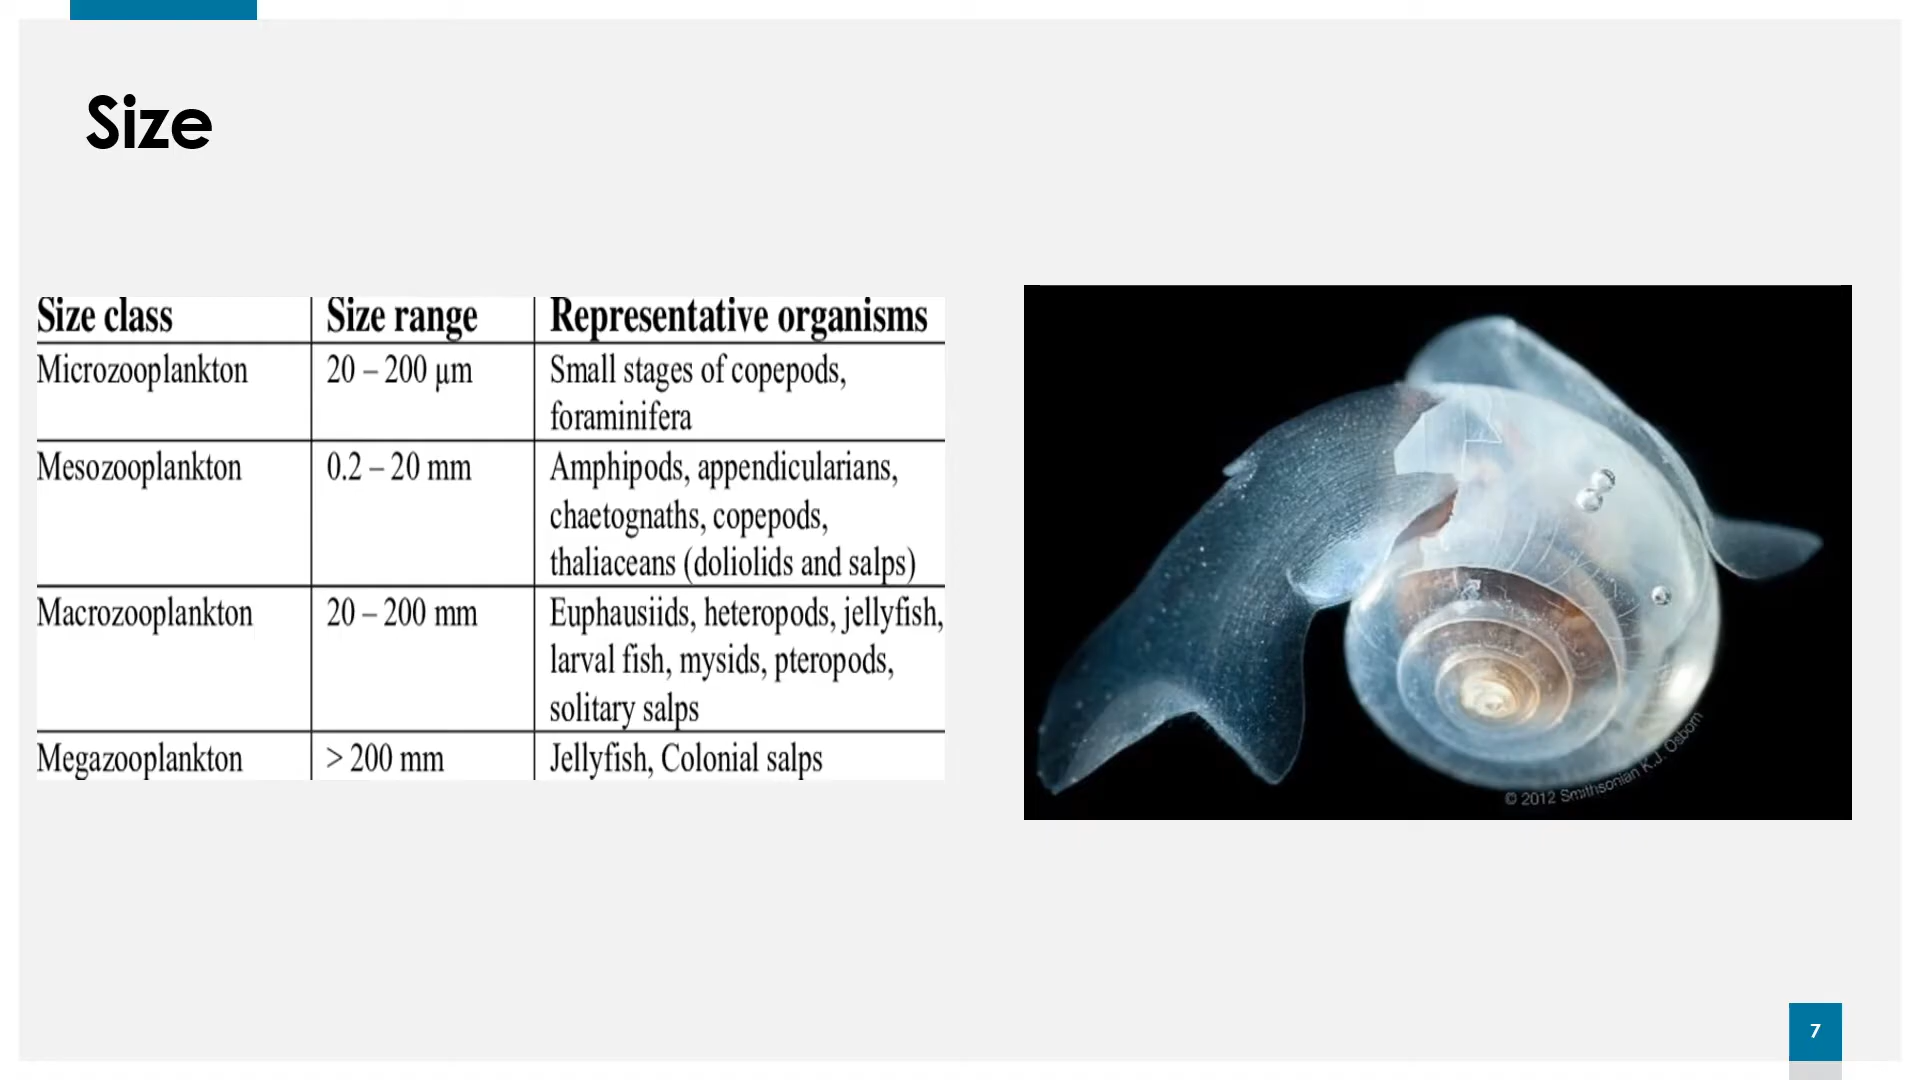 Size
Size class Size range Representative organisms
Microzooplankton 20 – 200 µm Small stages of copepods,
foraminifera
Mesozooplankton 0.2 – 20 mm Amphipods, appendicularians,
chaetognaths, copepods,
thaliaceans (doliolids and salps)
Macrozooplankton 20 – 200 mm Euphausiids, heteropods, jellyfish,
larval fish, mysids, pteropods,
solitary salps
Megazooplankton > 200 mm Jellyfish, Colonial salps
© 2012 Smithsonian K.J. Osborn
7